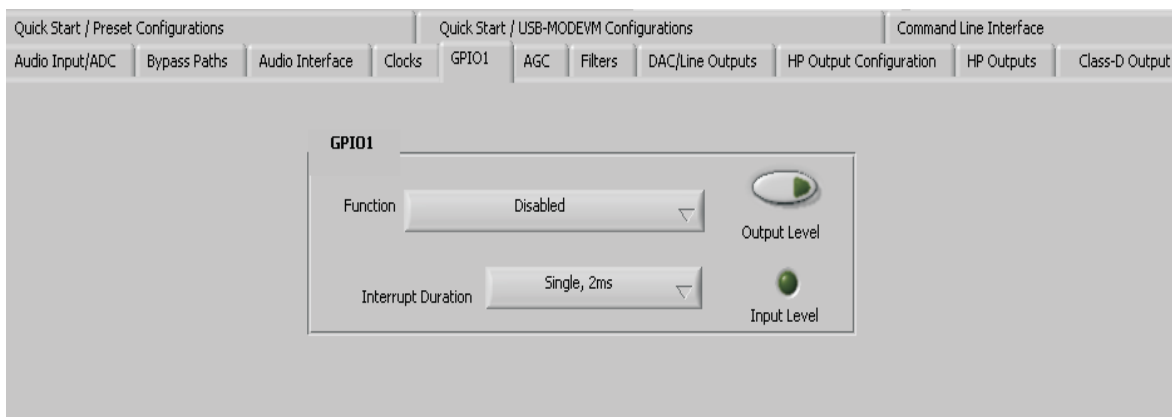 Quick Start / Preset Configurations
Quick Start / USB-MODEVM Configurations
Command Line Interface
Audio Input/ADC
Bypass Paths
Audio Interface
Clocks
GPIO1
AGC
Filters
DAC/Line Outputs
HP Output Configuration
HP Outputs
Class-D Output
GPIO1
Function
Disabled
Output Level
Interrupt Duration
Single, 2ms
Input Level